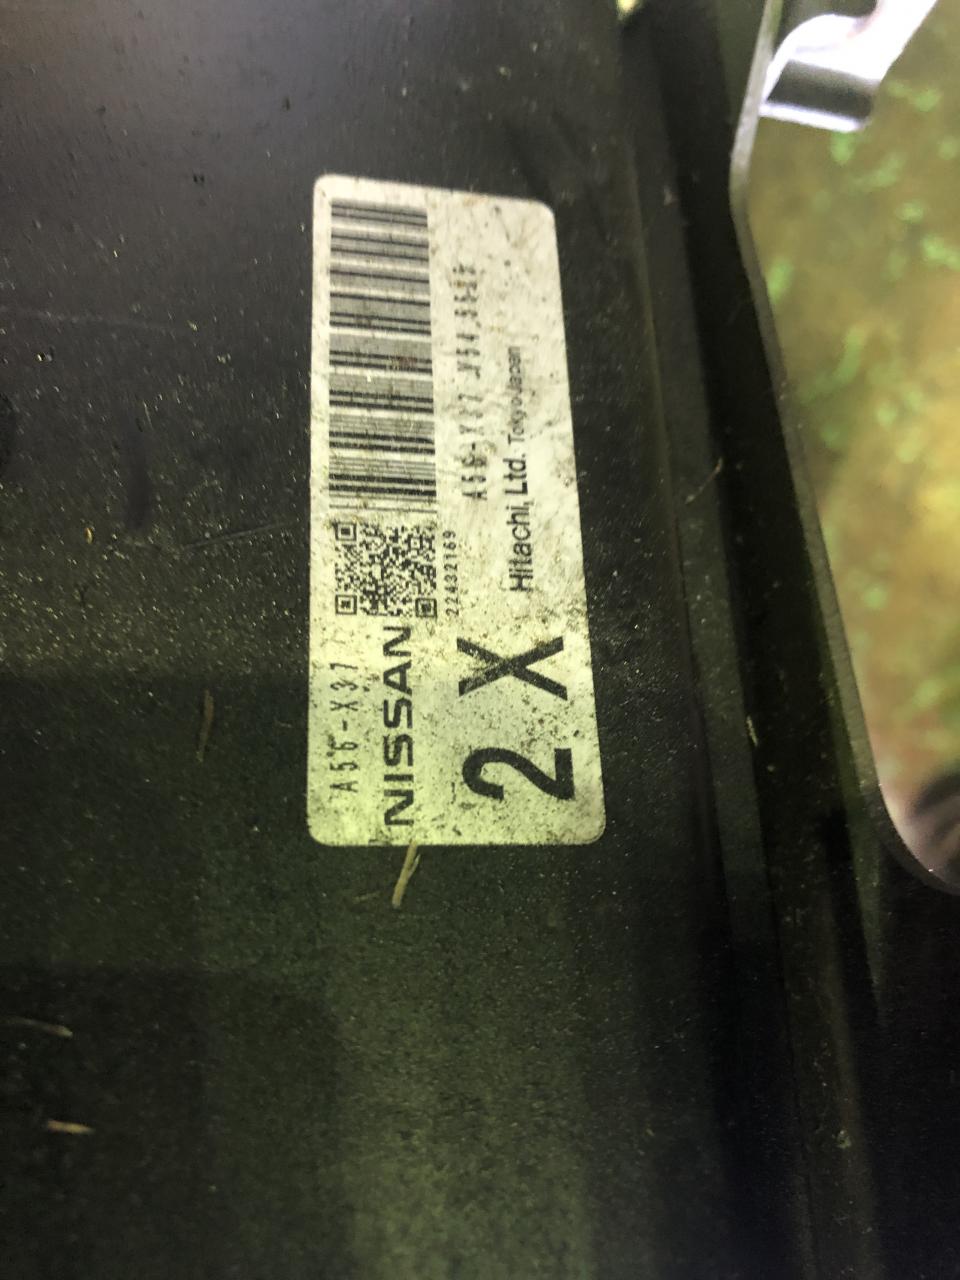 A56-X37
NISSAN
22432169
2X
Hitachi, Ltd. Tokyo Japan